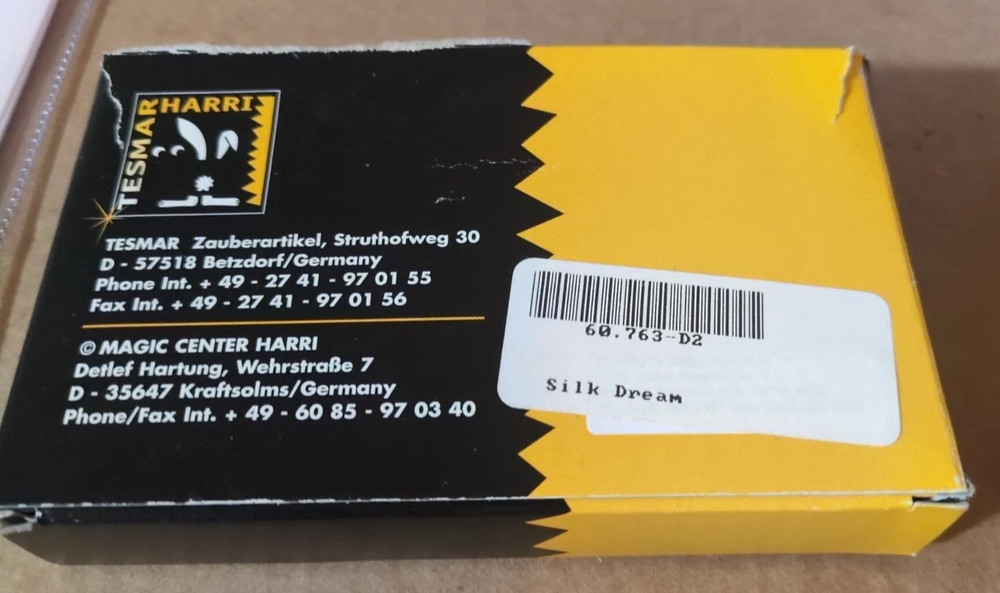 TESMAR HARRI
TESMAR Zauberartikel, Struthofweg 30
D - 57518 Betzdorf/Germany
Phone Int. + 49 - 27 41 - 97 01 55
Fax Int. + 49 - 27 41 - 97 01 56
© MAGIC CENTER HARRI
Detlef Hartung, Wehrstraße 7
D - 35647 Kraftsolms/Germany
Phone/Fax Int. + 49 - 60 85 - 97 03 40
60.763-D2
Silk Dream